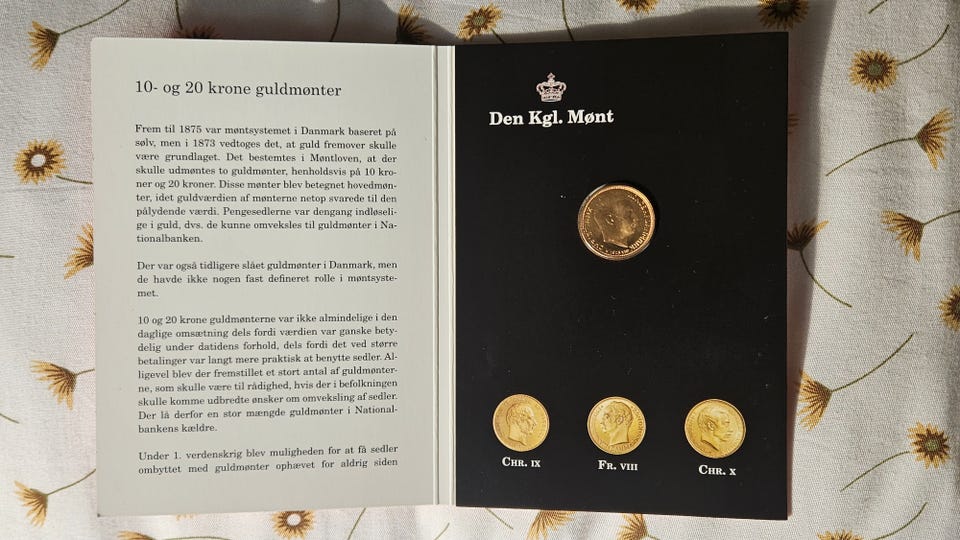 10- og 20 krone guldmønter
Frem til 1875 var møntsystemet i Danmark baseret på
sølv, men i 1873 vedtoges det, at guld fremover skulle
være grundlaget. Det bestemtes i Møntloven, at der
skulle udmøntes to guldmønter, henholdsvis på 10 kro-
ner og 20 kroner. Disse mønter blev betegnet hovedmøn-
ter, idet guldværdien af mønterne netop svarede til den
pålydende værdi. Pengesedlerne var dengang indløseli-
ge i guld, dvs. de kunne omveksles til guldmønter i Na-
tionalbanken.
Der var også tidligere slået guldmønter i Danmark, men
de havde ikke nogen fast defineret rolle i møntsyste-
met.
10 og 20 krone guldmønterne var ikke almindelige i den
daglige omsætning dels fordi værdien var ganske bety-
delig under datidens forhold, dels fordi det ved større
betalinger var langt mere praktisk at benytte sedler. Al-
ligevel blev der fremstillet et stort antal af guldmønter-
ne, som skulle være til rådighed, hvis der i befolkningen
skulle komme udbredte ønsker om omveksling af sedler.
Der lå derfor en stor mængde guldmønter i National-
bankens kældre.
Under 1. verdenskrig blev muligheden for at få sedler
ombyttet med guldmønter ophævet for aldrig siden
Den Kgl. Mønt
Chr. IX
Fr. VIII
Chr. X